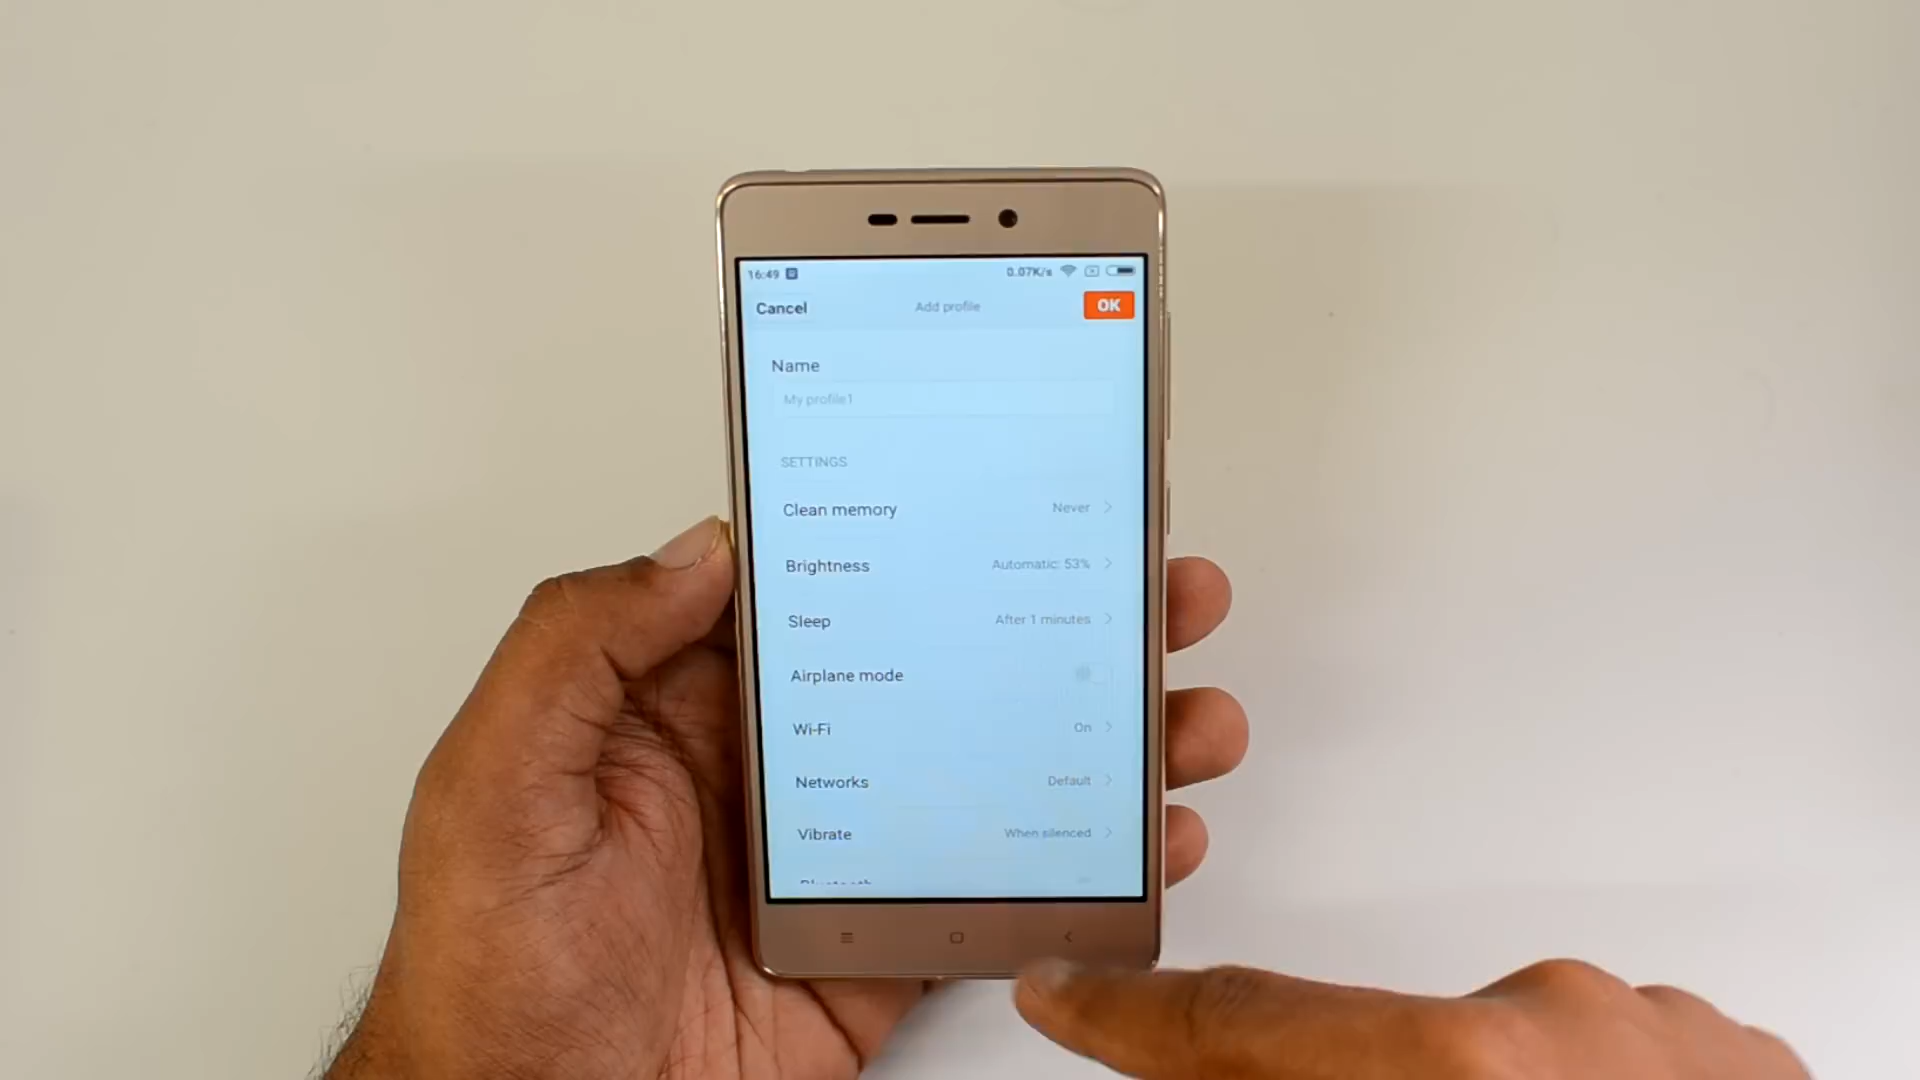 16:49 0.07K/s
Cancel Add profile OK
Name
My profile1
SETTINGS
Clean memory Never
Brightness Automatic: 53%
Sleep After 1 minutes
Airplane mode
Wi-Fi On
Networks Default
Vibrate When silenced
Bluetooth